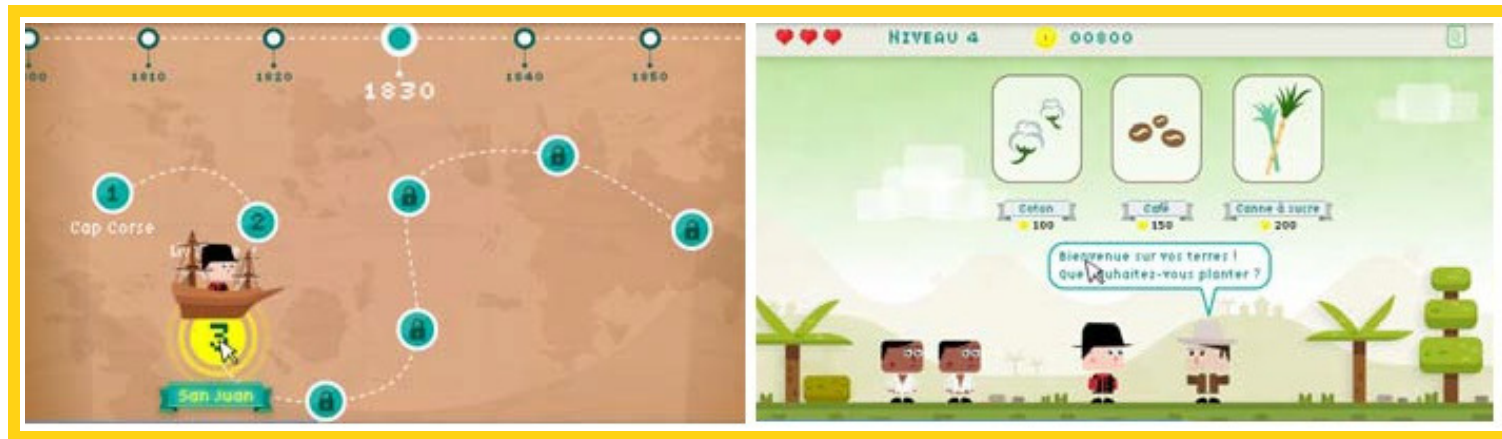 00
1810
1820
1830
1840
1850
1
Cap Corse
2
3
San Juan
NIVEAU 4
00800
Coton
100
Café
150
Canne à sucre
200
Bienvenue sur vos terres !
Que souhaitez-vous planter ?